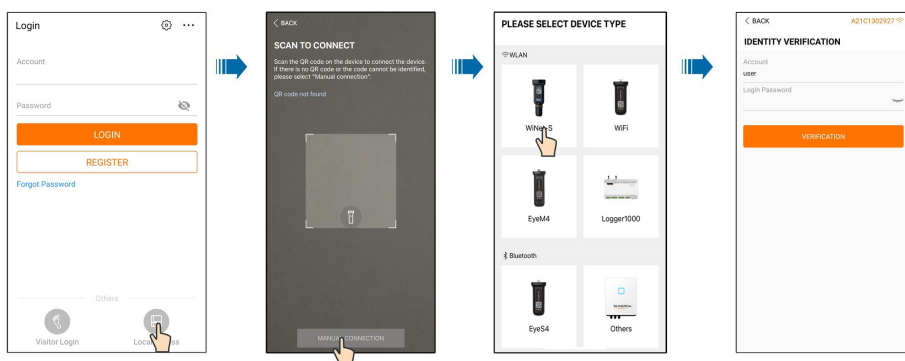 Login
Account
Password
LOGIN
REGISTER
Forgot Password
Others
Visitor Login
BACK
SCAN TO CONNECT
Scan the QR code on the device to connect the device.
If there is no QR code or the code cannot be identified,
please select "Manual connection".
QR code not found
PLEASE SELECT DEVICE TYPE
WLAN
WiFi
EyeM4
Logger1000
Bluetooth
SUNGROW
EyeS4
Others
BACK
A21C1302927
IDENTITY VERIFICATION
Account
user
Login Password
VERIFICATION